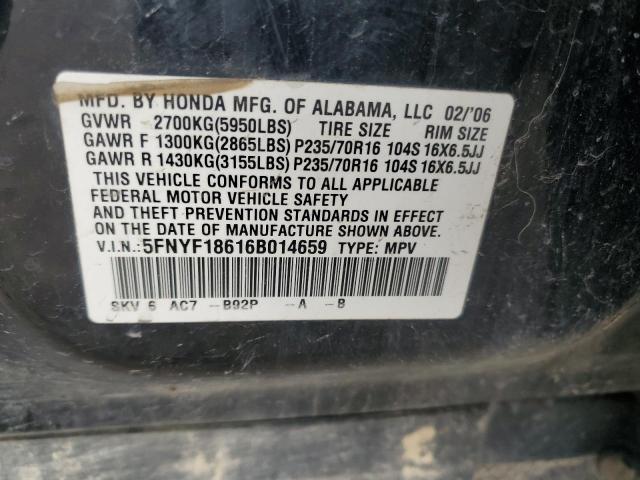 MFD. BY HONDA MFG. OF ALABAMA, LLC 02/'06
GVWR 2700KG(5950LBS) TIRE SIZE RIM SIZE
GAWR F 1300KG(2865LBS) P235/70R16 104S 16X6.5JJ
GAWR R 1430KG(3155LBS) P235/70R16 104S 16X6.5JJ
THIS VEHICLE CONFORMS TO ALL APPLICABLE
FEDERAL MOTOR VEHICLE SAFETY
AND THEFT PREVENTION STANDARDS IN EFFECT
ON THE DATE OF MANUFACTURE SHOWN ABOVE.
V.I.N.:5FNYF18616B014659 TYPE: MPV
SKV 6 AC7 -B92P -A -B